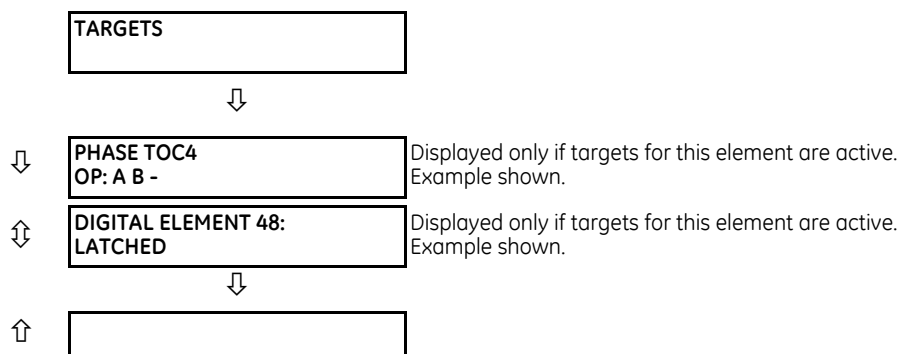 TARGETS
PHASE TOC4
OP: A B -
Displayed only if targets for this element are active.
Example shown.
DIGITAL ELEMENT 48:
LATCHED
Displayed only if targets for this element are active.
Example shown.